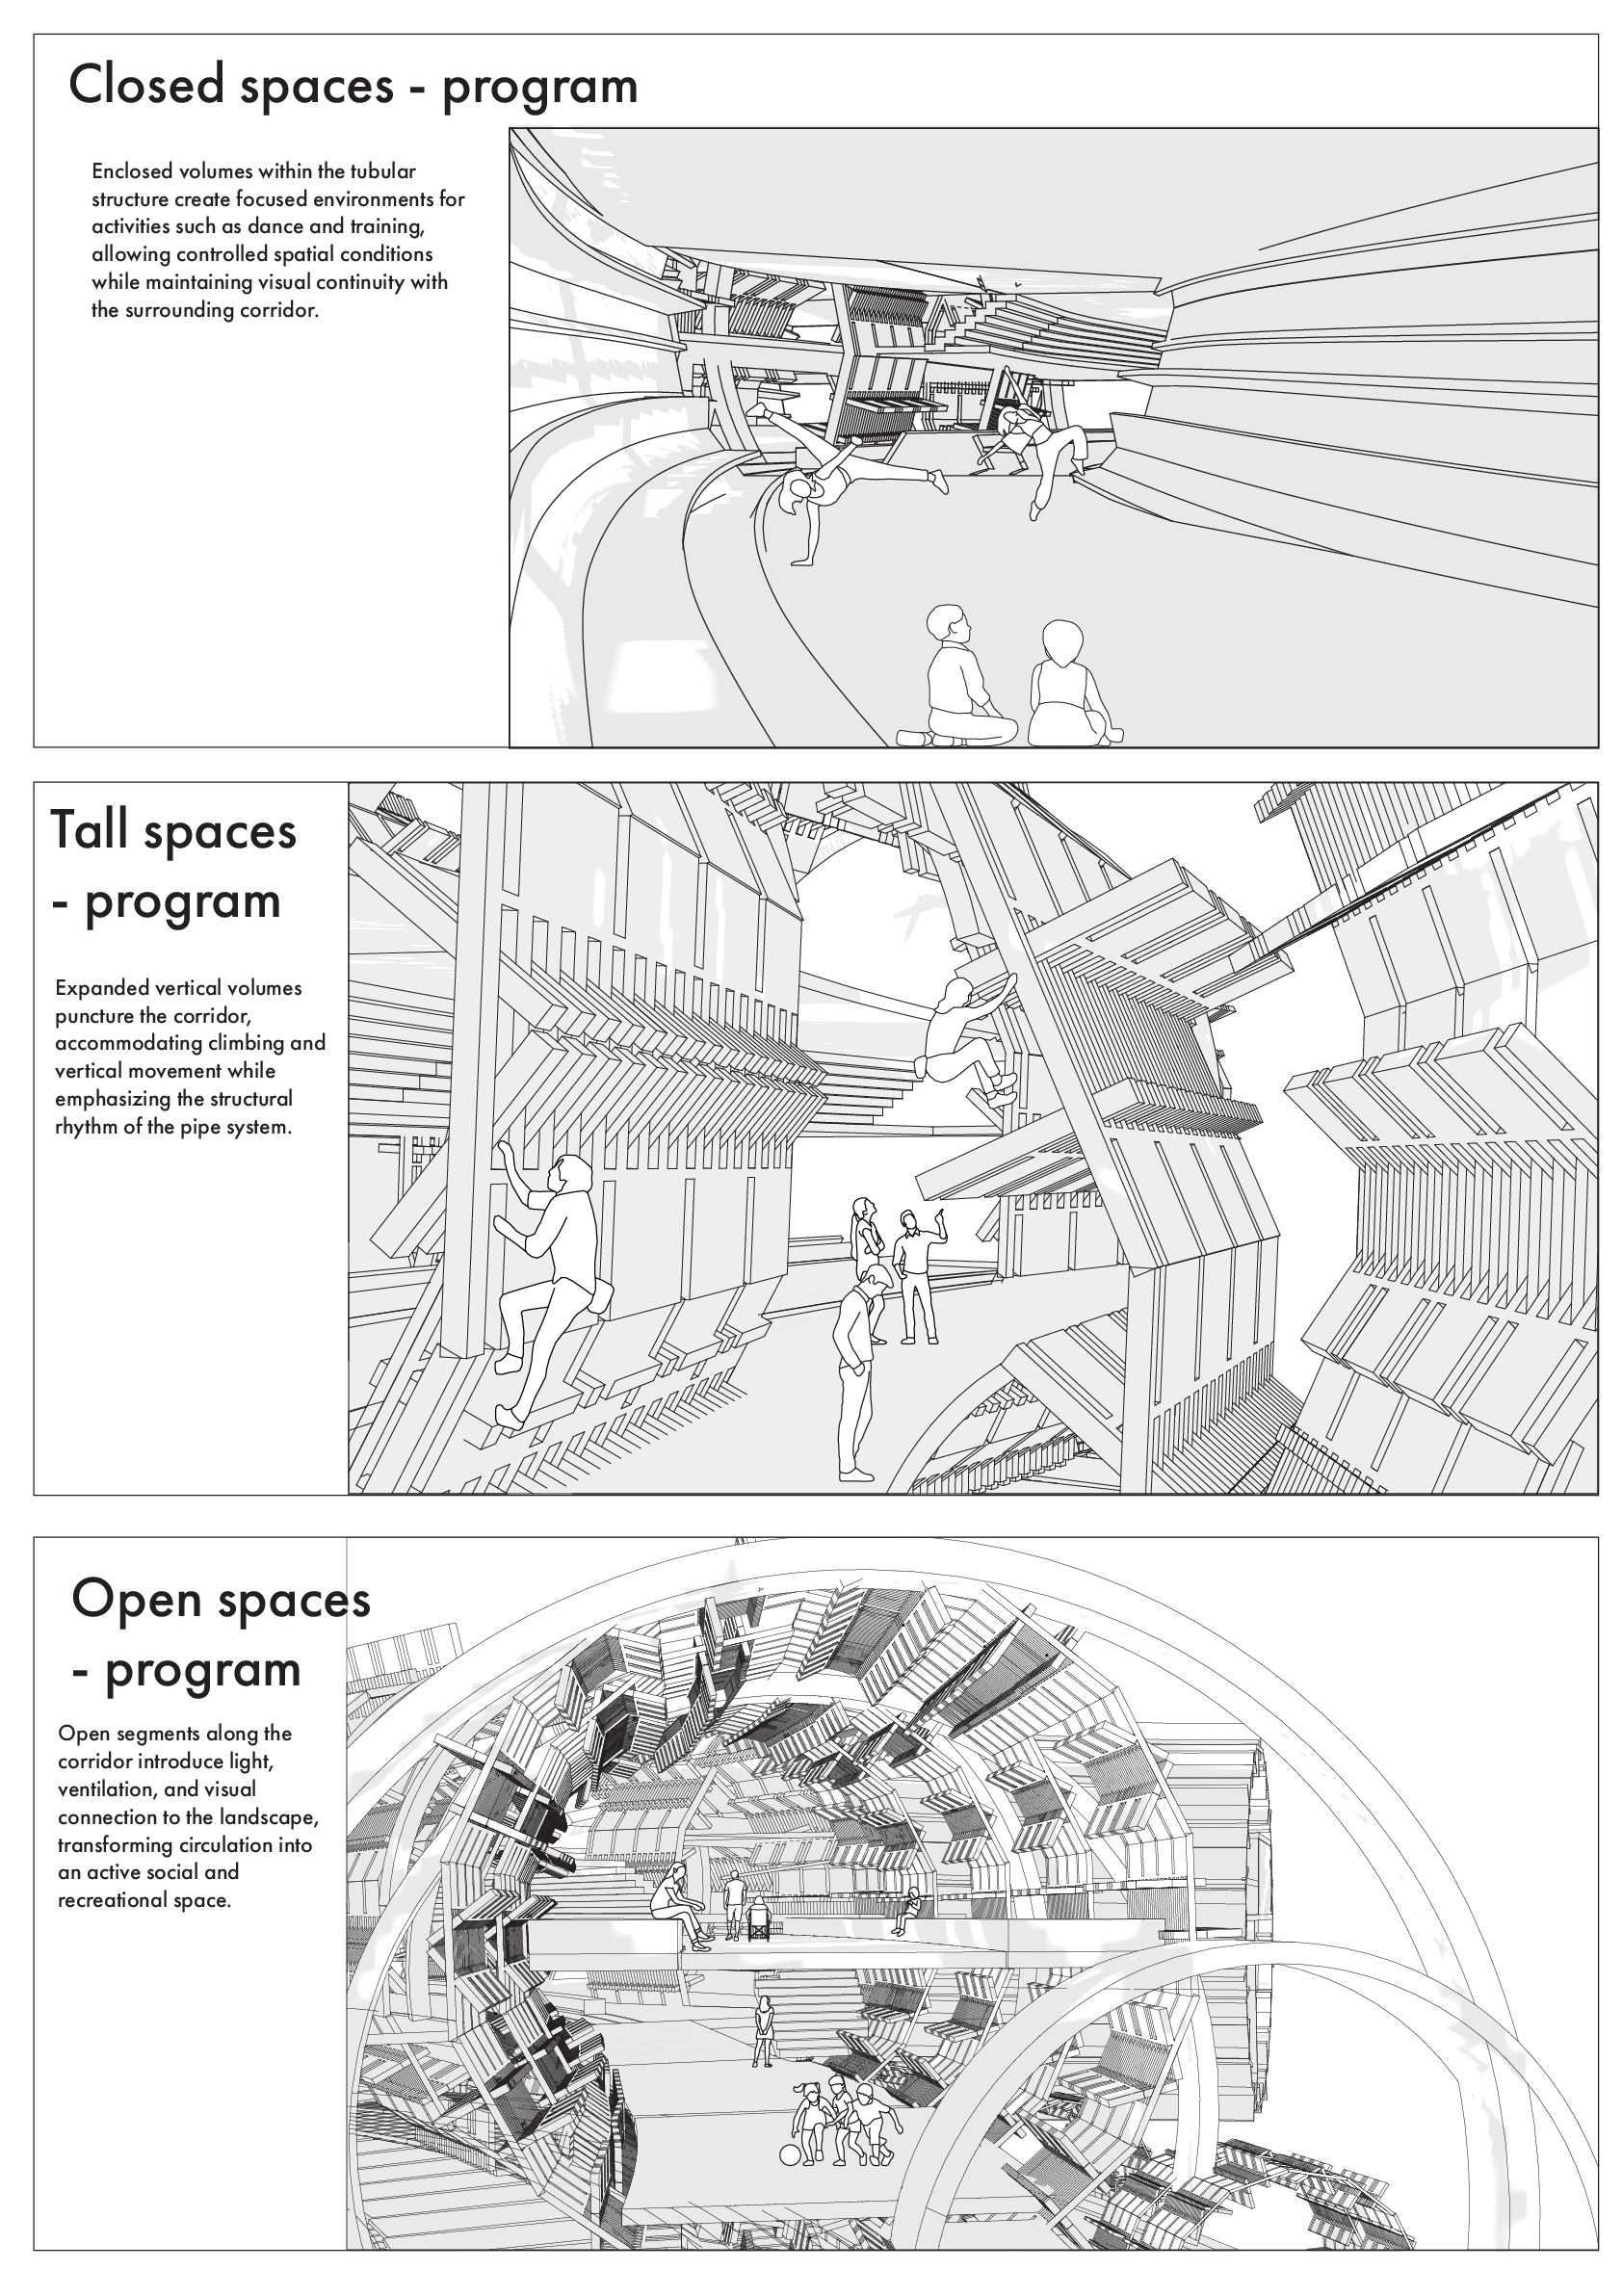 Closed spaces - program
Enclosed volumes within the tubular
structure create focused environments for
activities such as dance and training,
allowing controlled spatial conditions
while maintaining visual continuity with
the surrounding corridor.
Tall spaces
- program
Expanded vertical volumes
puncture the corridor,
accommodating climbing and
vertical movement while
emphasizing the structural
rhythm of the pipe system.
Open spaces
- program
Open segments along the
corridor introduce light,
ventilation, and visual
connection to the landscape,
transforming circulation into
an active social and
recreational space.